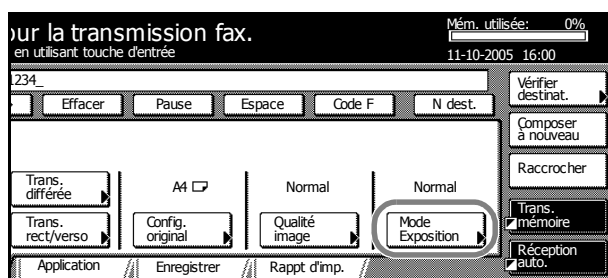 our la transmission fax.
Mém. utilisée: 0%
en utilisant touche d'entrée
11-10-2005 16:00
1234_
Vérifier destinat.
Effacer Pause Espace Code F N dest.
Composer à nouveau
Raccrocher
Trans. différée
A4
Normal
Normal
Trans. mémoire
Trans. rect/verso
Config. original
Qualité image
Mode Exposition
Réception auto.
Application Enregistrer Rappt d'imp.